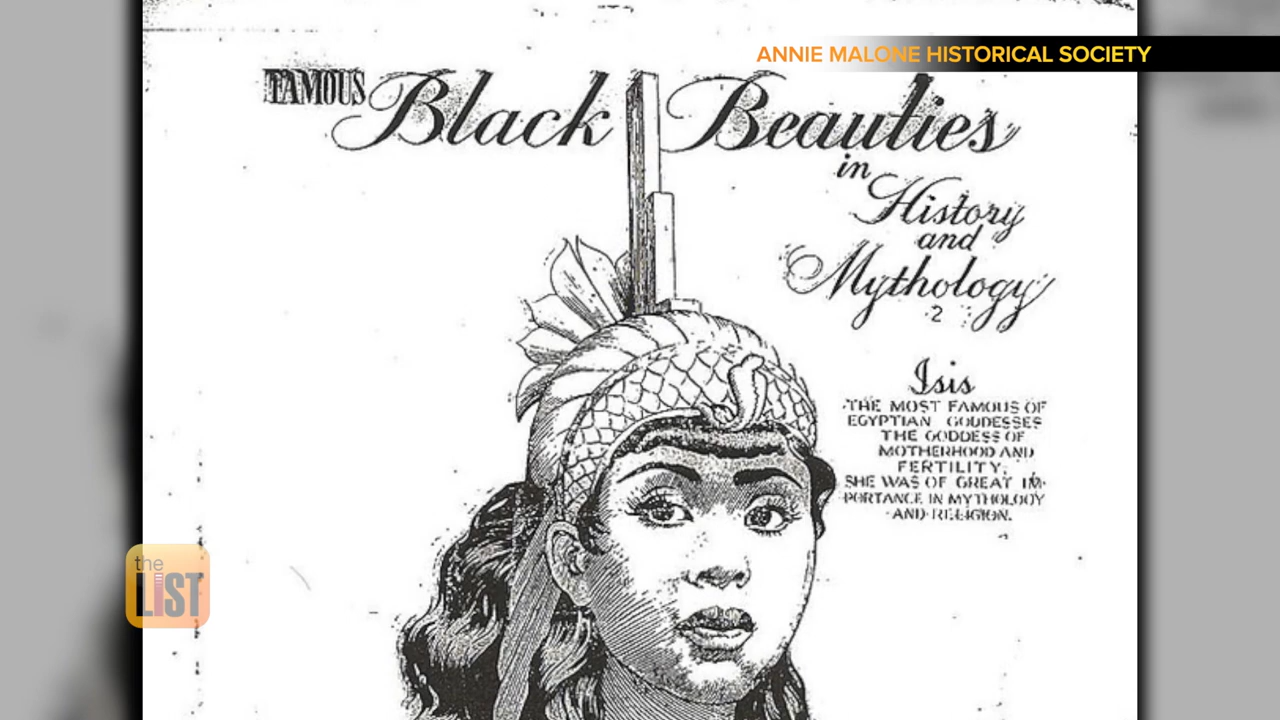 ANNIE MALONE HISTORICAL SOCIETY
FAMOUS Black Beauties
in
History
and
Mythology
2
Isis
THE MOST FAMOUS OF
EGYPTIAN GODDESSES
THE GODDESS OF
MOTHERHOOD AND
FERTILITY.
SHE WAS OF GREAT IM-
PORTANCE IN MYTHOLOGY
AND RELIGION.
the
LiST